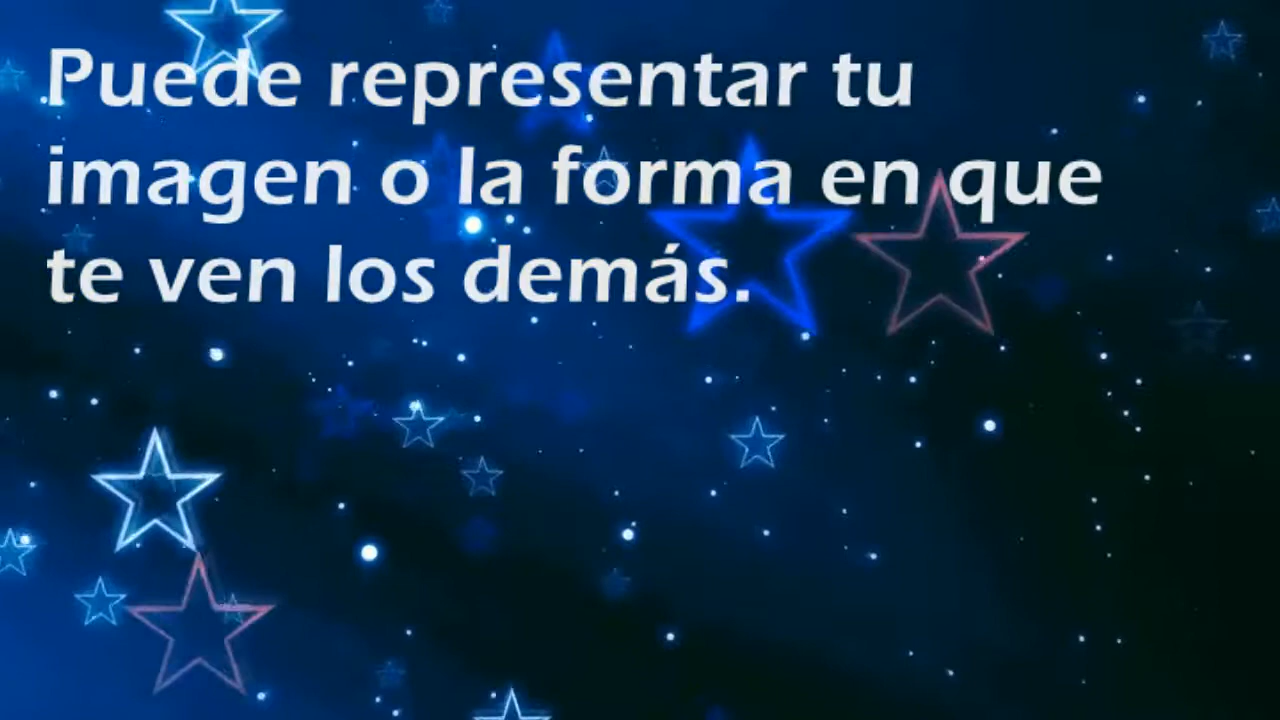 Puede representar tu
imagen o la forma en que
te ven los demás.